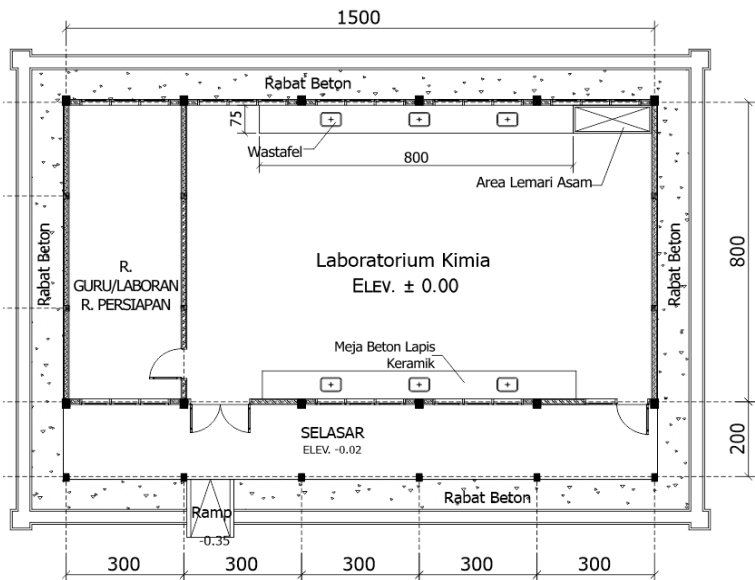 1500
Rabat Beton
75
Wastafel
800
Area Lemari Asam
Rabat Beton
R.
GURU/LABORAN
R. PERSIAPAN
Laboratorium Kimia
ELEV. ± 0.00
Rabat Beton
800
Meja Beton Lapis
Keramik
SELASAR
ELEV. -0.02
200
Ramp
-0.35
Rabat Beton
300
300
300
300
300